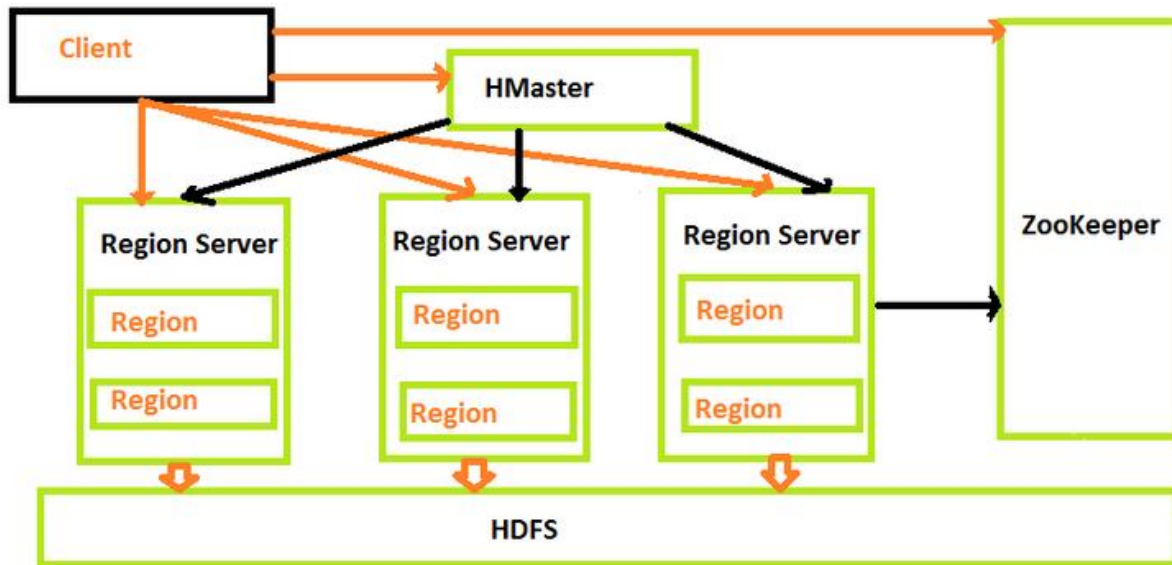 Client
HMaster
ZooKeeper
Region Server
Region Server
Region Server
Region
Region
Region
Region
Region
Region
HDFS